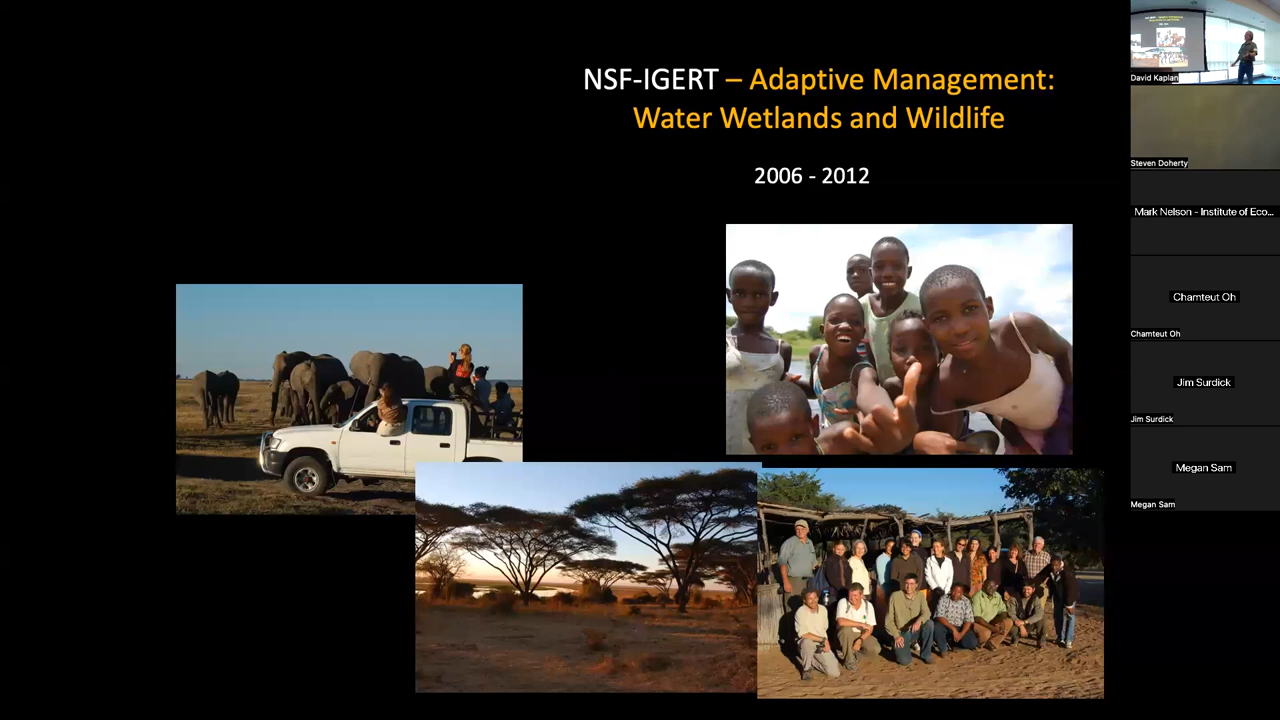 NSF-IGERT – Adaptive Management:
Water Wetlands and Wildlife
2006 - 2012
David Kaplan
Steven Doherty
Mark Nelson - Institute of Eco...
Chamteut Oh
Chamteut Oh
Jim Surdick
Jim Surdick
Megan Sam
Megan Sam